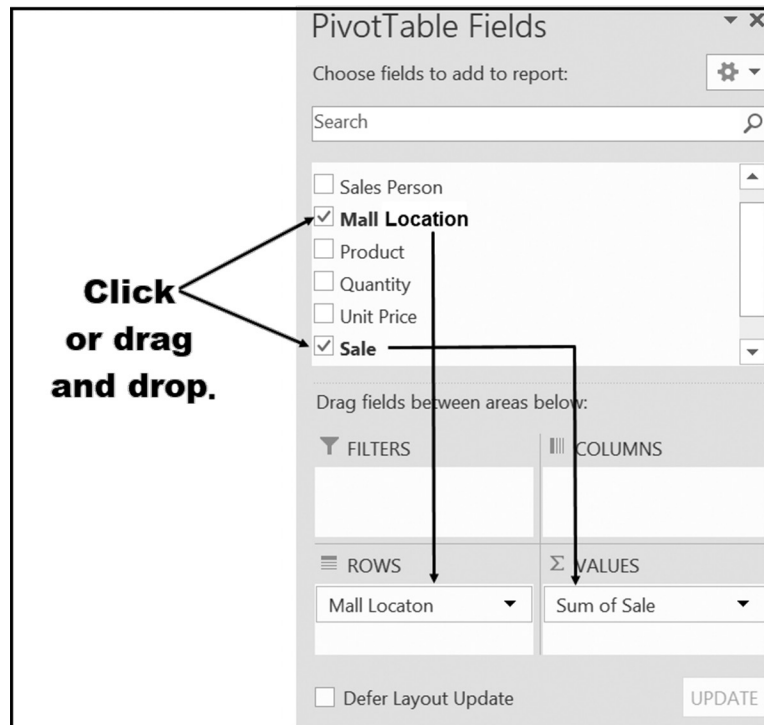 PivotTable Fields
Choose fields to add to report:
Search
Sales Person
Mall Location
Product
Quantity
Unit Price
Sale
Click
or drag
and drop.
Drag fields between areas below:
FILTERS
COLUMNS
ROWS
Σ VALUES
Mall Locaton
Sum of Sale
Defer Layout Update
UPDATE